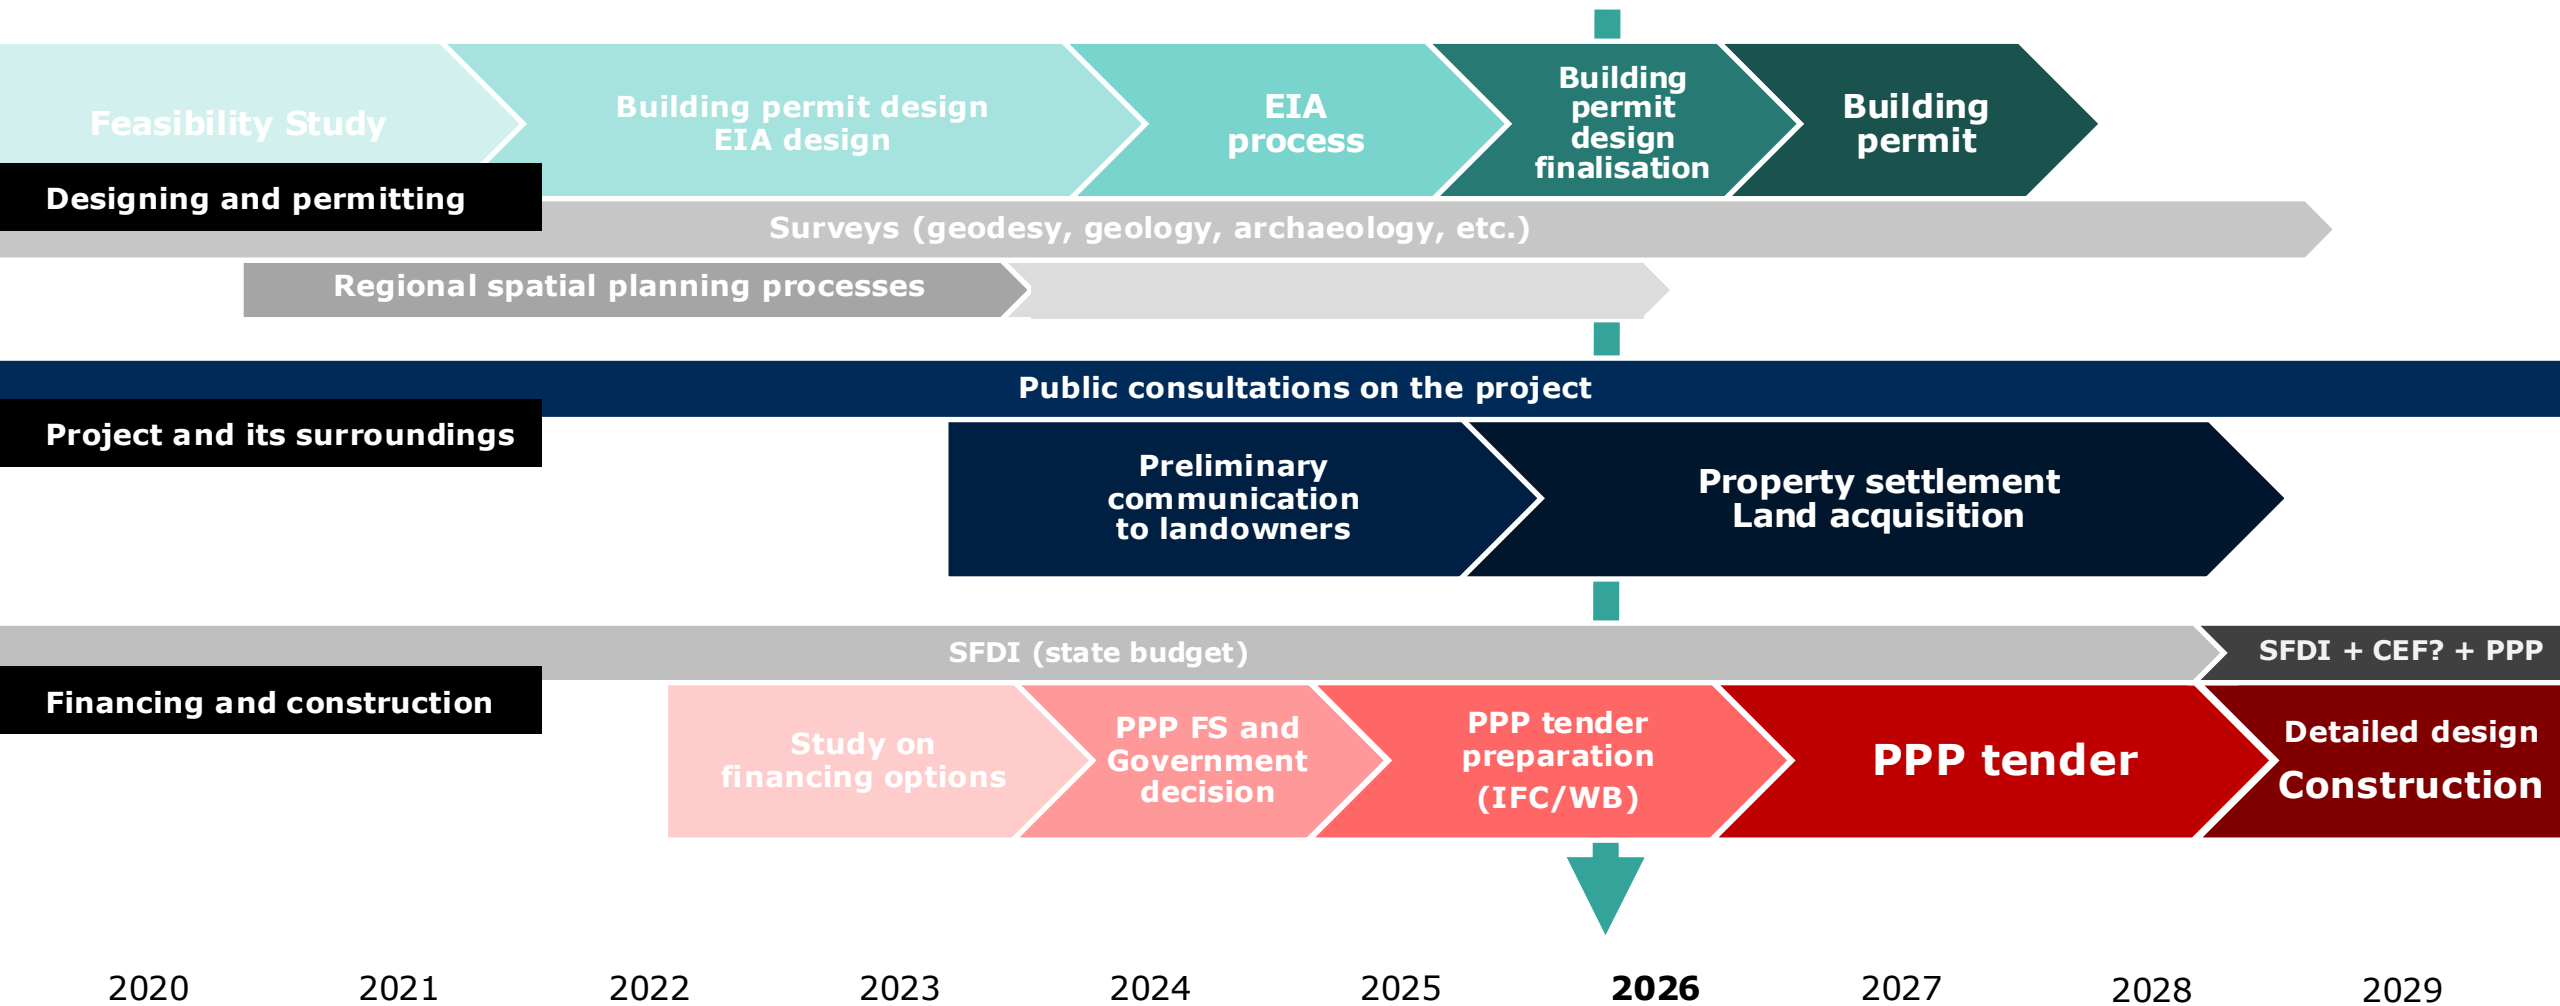 Feasibility Study
Building permit design
EIA design
EIA
process
Building
permit
design
finalisation
Building
permit
Designing and permitting
Surveys (geodesy, geology, archaeology, etc.)
Regional spatial planning processes
Public consultations on the project
Project and its surroundings
Preliminary
communication
to landowners
Property settlement
Land acquisition
SFDI (state budget)
SFDI + CEF? + PPP
Financing and construction
Study on
financing options
PPP FS and
Government
decision
PPP tender
preparation
(IFC/WB)
PPP tender
Detailed design
Construction
2020 2021 2022 2023 2024 2025 2026 2027 2028 2029